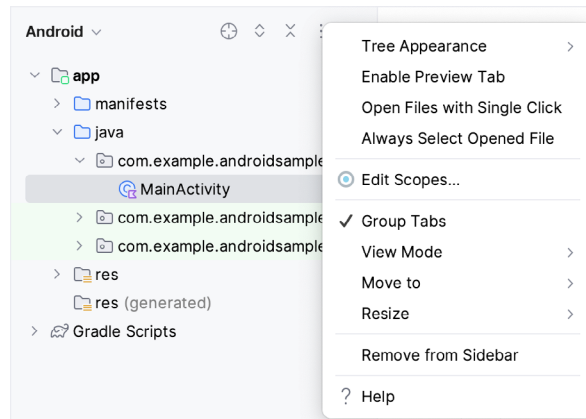 Android
app
manifests
java
com.example.androidsample
MainActivity
com.example.androidsample
com.example.androidsample
res
res (generated)
Gradle Scripts
Tree Appearance
Enable Preview Tab
Open Files with Single Click
Always Select Opened File
Edit Scopes...
Group Tabs
View Mode
Move to
Resize
Remove from Sidebar
? Help